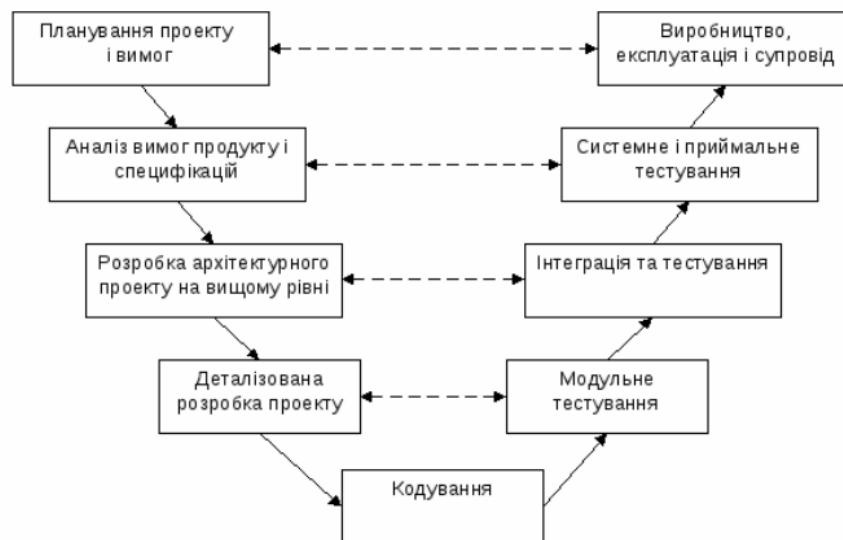 Планування проекту
і вимог
Виробництво,
експлуатація і супровід
Аналіз вимог продукту і
специфікацій
Системне і приймальне
тестування
Розробка архітектурного
проекту на вищому рівні
Інтеграція та тестування
Деталізована
розробка проекту
Модульне
тестування
Кодування